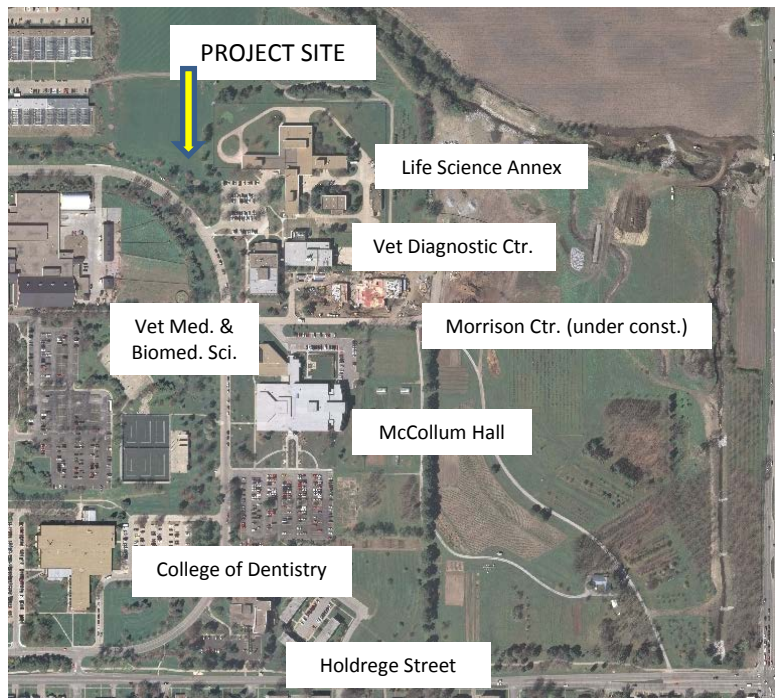 PROJECT SITE
Life Science Annex
Vet Diagnostic Ctr.
Vet Med. &
Biomed. Sci.
Morrison Ctr. (under const.)
McCollum Hall
College of Dentistry
Holdrege Street